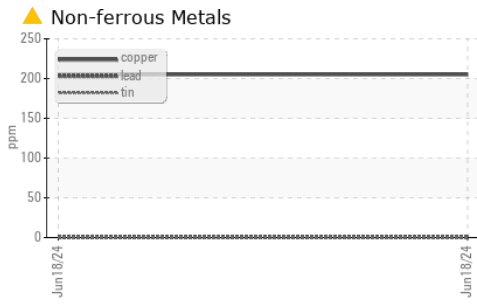 Non-ferrous Metals
250
200
150
100
50
0
ppm
copper
lead
tin
Jun18/24
Jun18/24